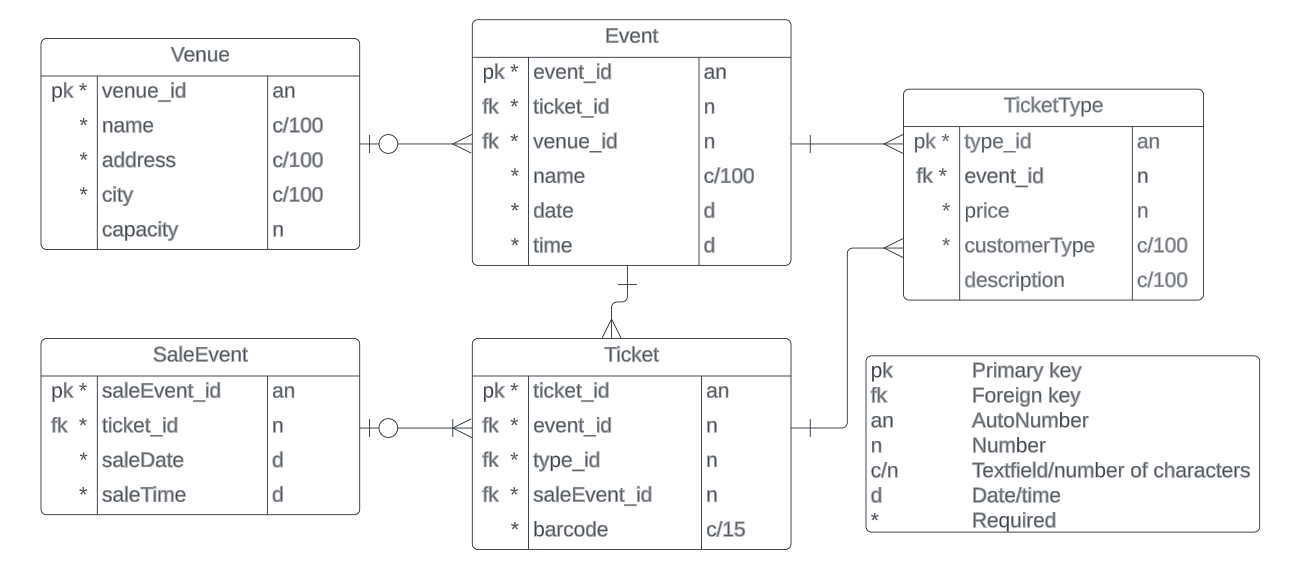 Venue
pk * venue_id an
* name c/100
* address c/100
* city c/100
capacity n
Event
pk * event_id an
fk * ticket_id n
fk * venue_id n
* name c/100
* date d
* time d
TicketType
pk * type_id an
fk * event_id n
* price n
* customerType c/100
description c/100
SaleEvent
pk * saleEvent_id an
fk * ticket_id n
* saleDate d
* saleTime d
Ticket
pk * ticket_id an
fk * event_id n
fk * type_id n
fk * saleEvent_id n
* barcode c/15
pk Primary key
fk Foreign key
an AutoNumber
n Number
c/n Textfield/number of characters
d Date/time
* Required